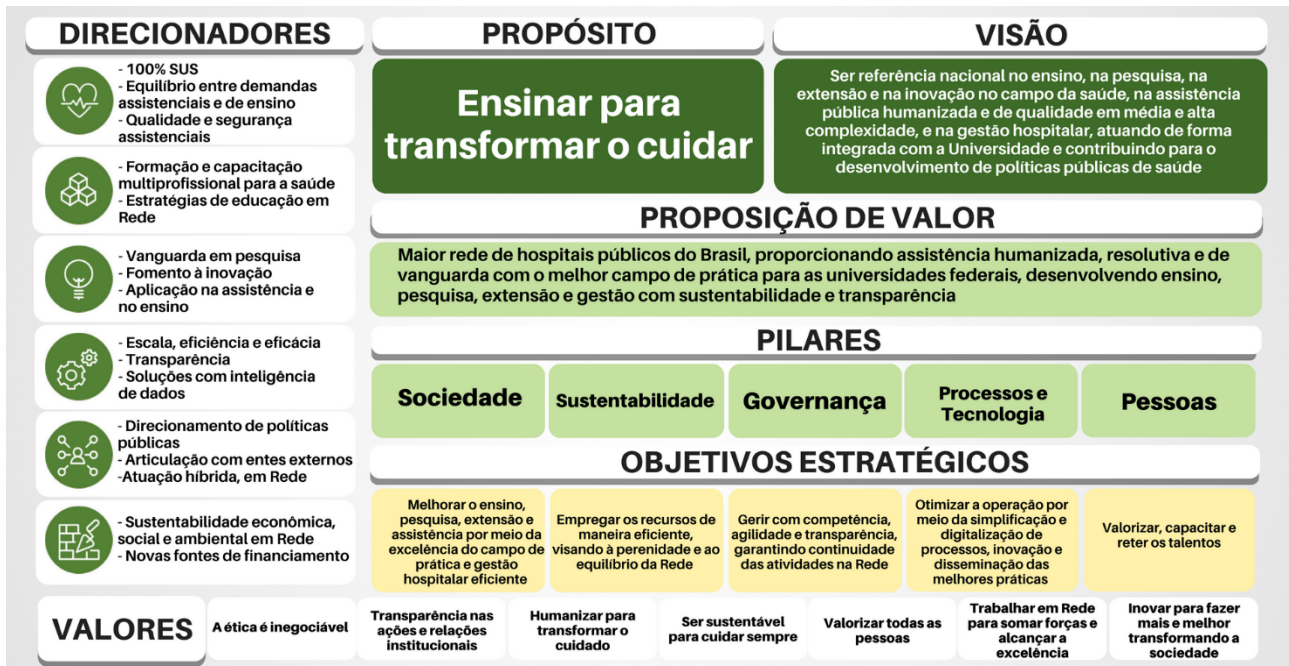 DIRECIONADORES
- 100% SUS
- Equilíbrio entre demandas
assistenciais e de ensino
- Qualidade e segurança
assistenciais
- Formação e capacitação
multiprofissional para a saúde
- Estratégias de educação em
Rede
- Vanguarda em pesquisa
- Fomento à inovação
- Aplicação na assistência e
no ensino
- Escala, eficiência e eficácia
- Transparência
- Soluções com inteligência
de dados
- Direcionamento de políticas
públicas
- Articulação com entes externos
-Atuação híbrida, em Rede
- Sustentabilidade econômica,
social e ambiental em Rede
- Novas fontes de financiamento
PROPÓSITO
Ensinar para
transformar o cuidar
VISÃO
Ser referência nacional no ensino, na pesquisa, na
extensão e na inovação no campo da saúde, na assistência
pública humanizada e de qualidade em média e alta
complexidade, e na gestão hospitalar, atuando de forma
integrada com a Universidade e contribuindo para o
desenvolvimento de políticas públicas de saúde
PROPOSIÇÃO DE VALOR
Maior rede de hospitais públicos do Brasil, proporcionando assistência humanizada, resolutiva e de
vanguarda com o melhor campo de prática para as universidades federais, desenvolvendo ensino,
pesquisa, extensão e gestão com sustentabilidade e transparência
PILARES
Sociedade
Sustentabilidade
Governança
Processos e
Tecnologia
Pessoas
OBJETIVOS ESTRATÉGICOS
Melhorar o ensino,
pesquisa, extensão e
assistência por meio da
excelência do campo de
prática e gestão
hospitalar eficiente
Empregar os recursos de
maneira eficiente,
visando à perenidade e ao
equilíbrio da Rede
Gerir com competência,
agilidade e transparência,
garantindo continuidade
das atividades na Rede
Otimizar a operação por
meio da simplificação e
digitalização de
processos, inovação e
disseminação das
melhores práticas
Valorizar, capacitar e
reter os talentos
VALORES
A ética é inegociável
Transparência nas
ações e relações
institucionais
Humanizar para
transformar o
cuidado
Ser sustentável
para cuidar sempre
Valorizar todas as
pessoas
Trabalhar em Rede
para somar forças e
alcançar a
excelência
Inovar para fazer
mais e melhor
transformando a
sociedade